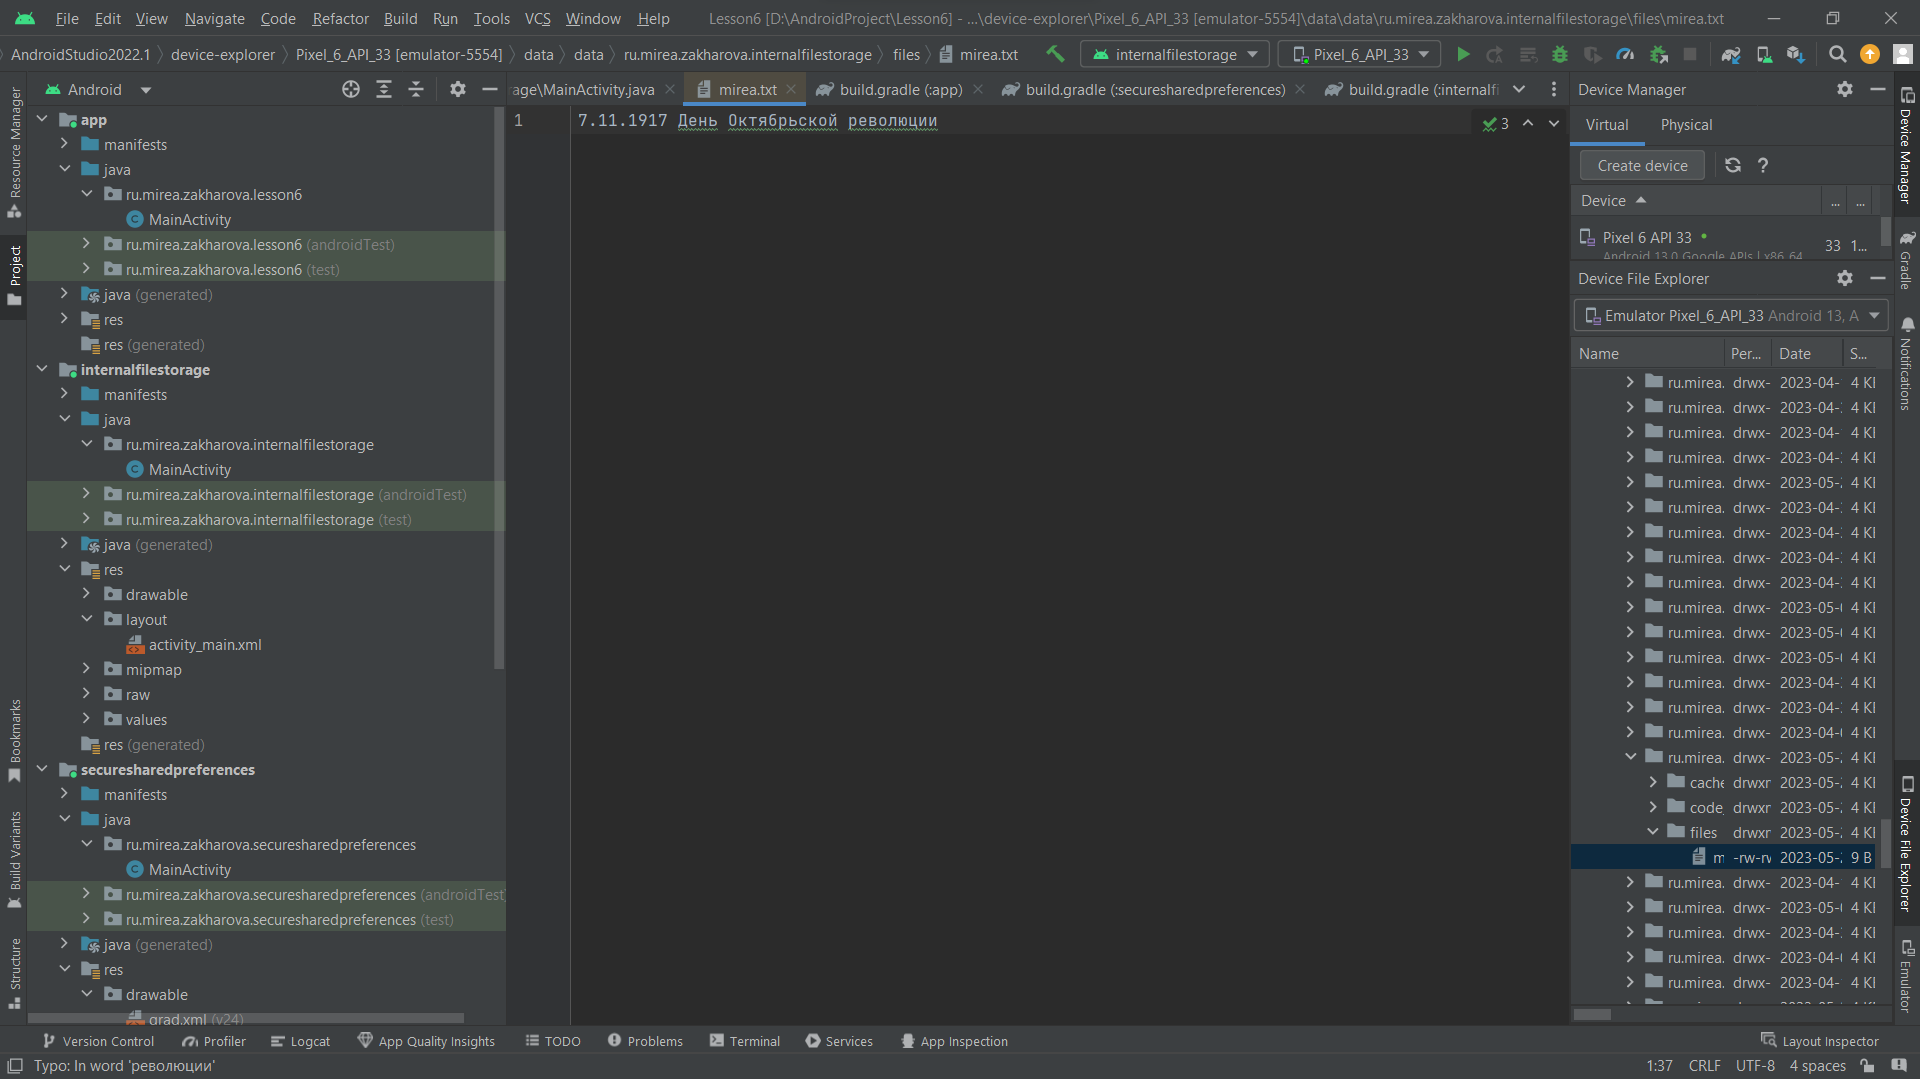 File Edit View Navigate Code Refactor Build Run Tools VCS Window Help Lesson6 [D:\AndroidProject\Lesson6] - ...\device-explorer\Pixel_6_API_33 [emulator-5554]\data\data\ru.mirea.zakharova.internalfilestorage\files\mirea.txt
AndroidStudio2022.1 device-explorer Pixel_6_API_33 [emulator-5554] data data ru.mirea.zakharova.internalfilestorage files mirea.txt internalfilestorage Pixel_6_API_33
Resource Manager
Project
Bookmarks
Build Variants
Structure
Android
app
manifests
java
ru.mirea.zakharova.lesson6
MainActivity
ru.mirea.zakharova.lesson6 (androidTest)
ru.mirea.zakharova.lesson6 (test)
java (generated)
res
res (generated)
internalfilestorage
manifests
java
ru.mirea.zakharova.internalfilestorage
MainActivity
ru.mirea.zakharova.internalfilestorage (androidTest)
ru.mirea.zakharova.internalfilestorage (test)
java (generated)
res
drawable
layout
activity_main.xml
mipmap
raw
values
res (generated)
securesharedpreferences
manifests
java
ru.mirea.zakharova.securesharedpreferences
MainActivity
ru.mirea.zakharova.securesharedpreferences (androidTest)
ru.mirea.zakharova.securesharedpreferences (test)
java (generated)
res
drawable
grad.xml (v24)
age\MainActivity.java mirea.txt build.gradle (:app) build.gradle (:securesharedpreferences) build.gradle (:internalfi
1 7.11.1917 День Октябрьской революции 3
Device Manager
Virtual Physical
Create device ?
Device ... ...
Pixel 6 API 33 33 1...
Android 13.0 Google APIs | x86_64
Device File Explorer
Emulator Pixel_6_API_33 Android 13, A
Name Per... Date S...
ru.mirea. drwx- 2023-04- 4 KI
ru.mirea. drwx- 2023-04- 4 KI
ru.mirea. drwx- 2023-04- 4 KI
ru.mirea. drwx- 2023-04- 4 KI
ru.mirea. drwx- 2023-05- 4 KI
ru.mirea. drwx- 2023-04- 4 KI
ru.mirea. drwx- 2023-04- 4 KI
ru.mirea. drwx- 2023-04- 4 KI
ru.mirea. drwx- 2023-04- 4 KI
ru.mirea. drwx- 2023-05- 4 KI
ru.mirea. drwx- 2023-05- 4 KI
ru.mirea. drwx- 2023-05- 4 KI
ru.mirea. drwx- 2023-04- 4 KI
ru.mirea. drwx- 2023-04- 4 KI
ru.mirea. drwx- 2023-04- 4 KI
ru.mirea. drwx- 2023-05- 4 KI
cache drwxr 2023-05- 4 KI
code_ drwxr 2023-05- 4 KI
files drwxr 2023-05- 4 KI
m -rw-rv 2023-05- 9 B
ru.mirea. drwx- 2023-04- 4 KI
ru.mirea. drwx- 2023-05- 4 KI
ru.mirea. drwx- 2023-04- 4 KI
ru.mirea. drwx- 2023-04- 4 KI
ru.mirea. drwx- 2023-04- 4 KI
Device Manager
Gradle
Notifications
Device File Explorer
Emulator
Version Control Profiler Logcat App Quality Insights TODO Problems Terminal Services App Inspection Layout Inspector
Typo: In word 'революции' 1:37 CRLF UTF-8 4 spaces